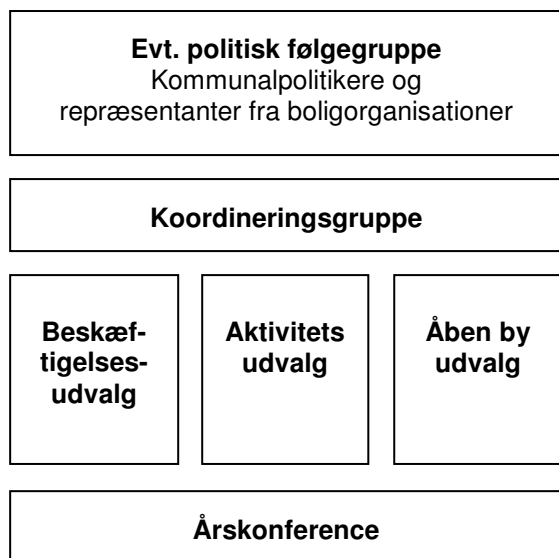 Evt. politisk følgegruppe
Kommunalpolitikere og
repræsentanter fra boligorganisationer
Koordineringsgruppe
Beskæf-
tigelses-
udvalg
Aktivitets
udvalg
Åben by
udvalg
Årskonference